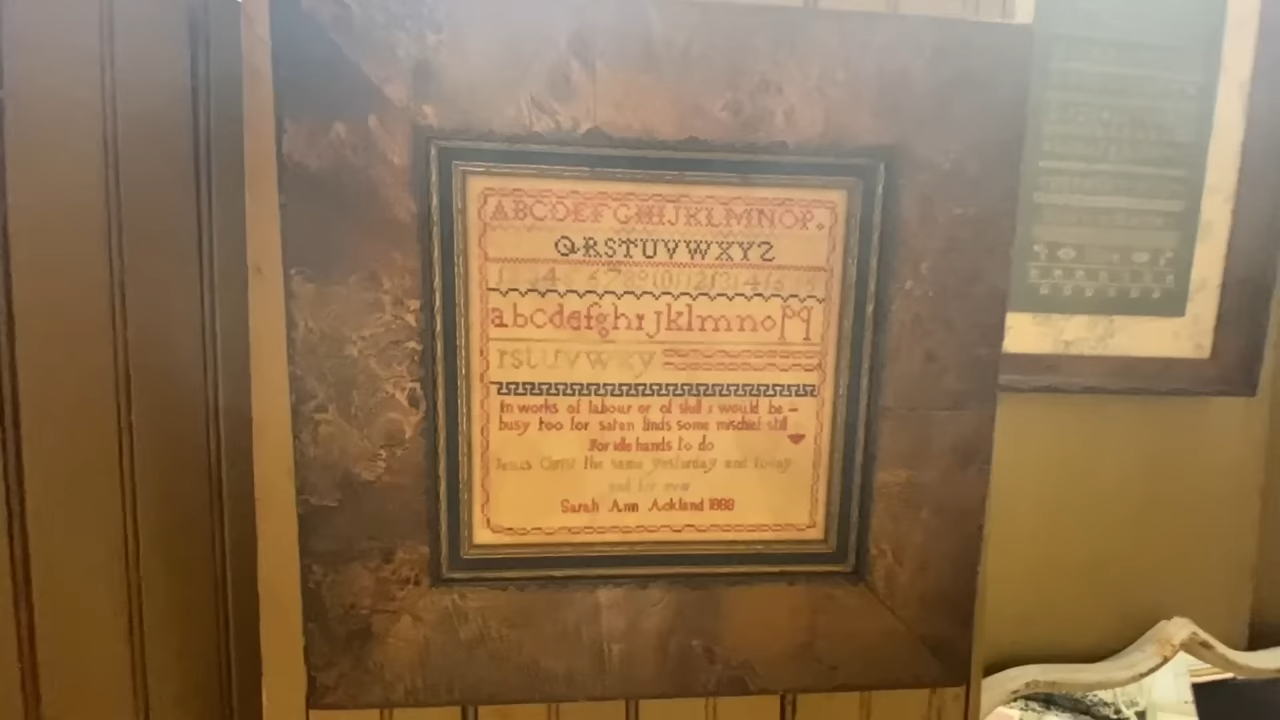 ABCDEFGHIJKLMNOP.
QRSTUVWXYZ
abcdefghijklmnopq
rstuvwxy
In works of labour or of skill i would be -
busy too for saten finds some mischief still
For idle hands to do
Jesus Christ the same yesterday and today
and for ever
Sarah Ann Ackland 1888